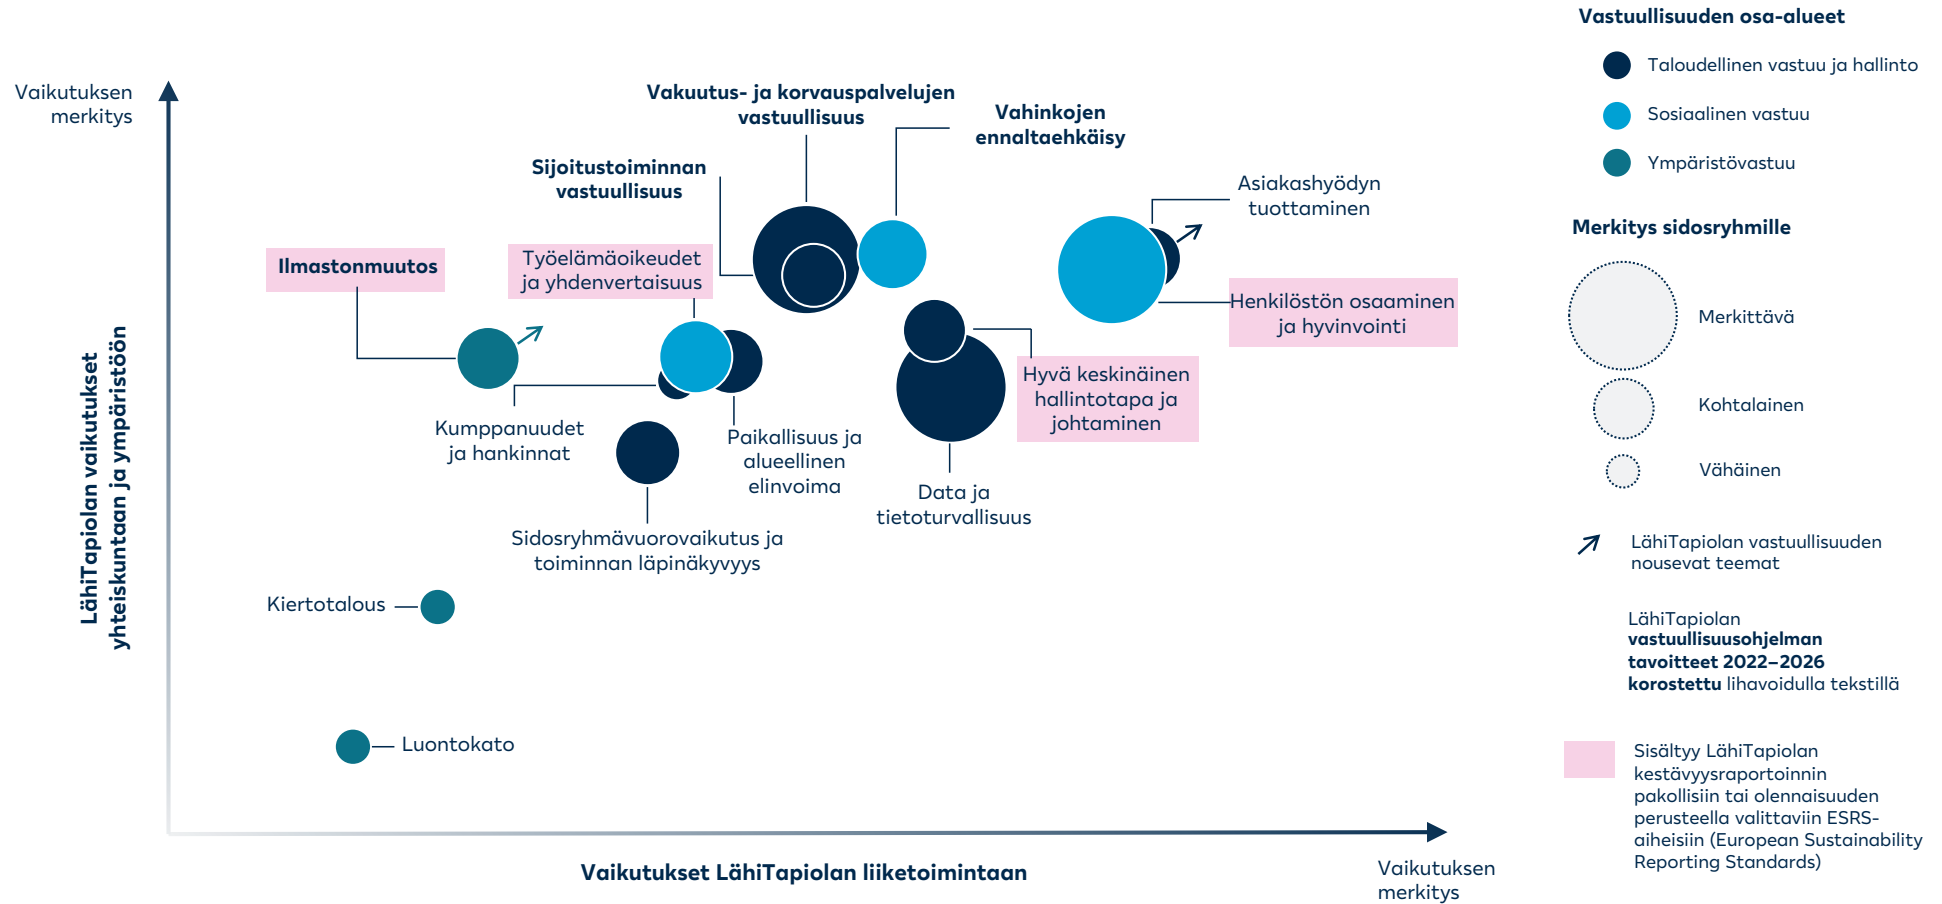 Vaikutuksen
merkitys
LähiTapiolan vaikutukset
yhteiskuntaan ja ympäristöön
Vakuutus- ja korvauspalvelujen
vastuullisuus
Vahinkojen
ennaltaehkäisy
Sijoitustoiminnan
vastuullisuus
Asiakashyödyn
tuottaminen
Ilmastonmuutos
Työelämäoikeudet
ja yhdenvertaisuus
Henkilöstön osaaminen
ja hyvinvointi
Hyvä keskinäinen
hallintotapa ja
johtaminen
Kumppanuudet
ja hankinnat
Paikallisuus ja
alueellinen
elinvoima
Data ja
tietoturvallisuus
Sidosryhmävuorovaikutus ja
toiminnan läpinäkyvyys
Kiertotalous
Luontokato
Vaikutukset LähiTapiolan liiketoimintaan
Vaikutuksen
merkitys
Vastuullisuuden osa-alueet
Taloudellinen vastuu ja hallinto
Sosiaalinen vastuu
Ympäristövastuu
Merkitys sidosryhmille
Merkittävä
Kohtalainen
Vähäinen
LähiTapiolan vastuullisuuden
nousevat teemat
LähiTapiolan
vastuullisuusohjelman
tavoitteet 2022–2026
korostettu lihavoidulla tekstillä
Sisältyy LähiTapiolan
kestävyysraportoinnin
pakollisiin tai olennaisuuden
perusteella valittaviin ESRS-
aiheisiin (European Sustainability
Reporting Standards)